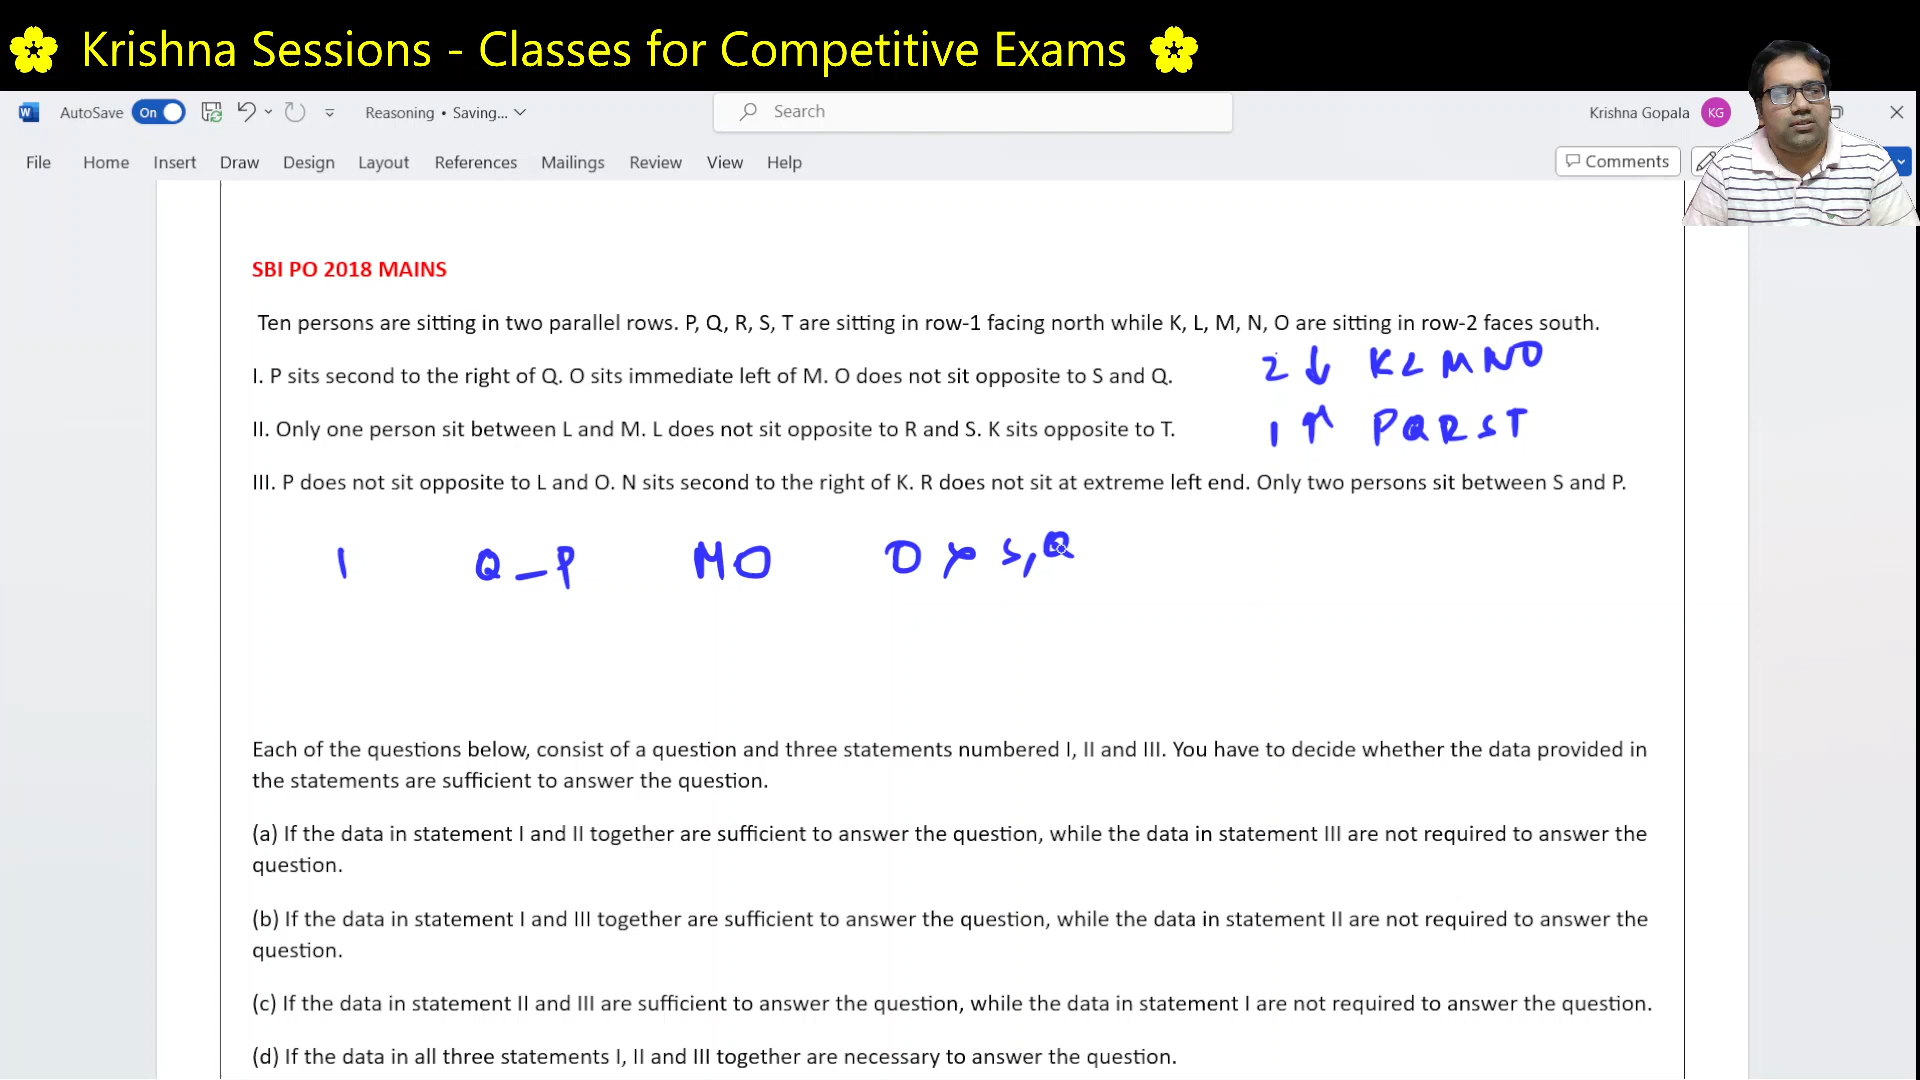 Krishna Sessions - Classes for Competitive Exams
AutoSave On Reasoning • Saving... Search Krishna Gopala KG
File Home Insert Draw Design Layout References Mailings Review View Help Comments
SBI PO 2018 MAINS
Ten persons are sitting in two parallel rows. P, Q, R, S, T are sitting in row-1 facing north while K, L, M, N, O are sitting in row-2 faces south.
2 ↓ K L M N O
I. P sits second to the right of Q. O sits immediate left of M. O does not sit opposite to S and Q.
1 ↑ P Q R S T
II. Only one person sit between L and M. L does not sit opposite to R and S. K sits opposite to T.
III. P does not sit opposite to L and O. N sits second to the right of K. R does not sit at extreme left end. Only two persons sit between S and P.
1 Q _ P M O O x S, Q
Each of the questions below, consist of a question and three statements numbered I, II and III. You have to decide whether the data provided in
the statements are sufficient to answer the question.
(a) If the data in statement I and II together are sufficient to answer the question, while the data in statement III are not required to answer the
question.
(b) If the data in statement I and III together are sufficient to answer the question, while the data in statement II are not required to answer the
question.
(c) If the data in statement II and III are sufficient to answer the question, while the data in statement I are not required to answer the question.
(d) If the data in all three statements I, II and III together are necessary to answer the question.